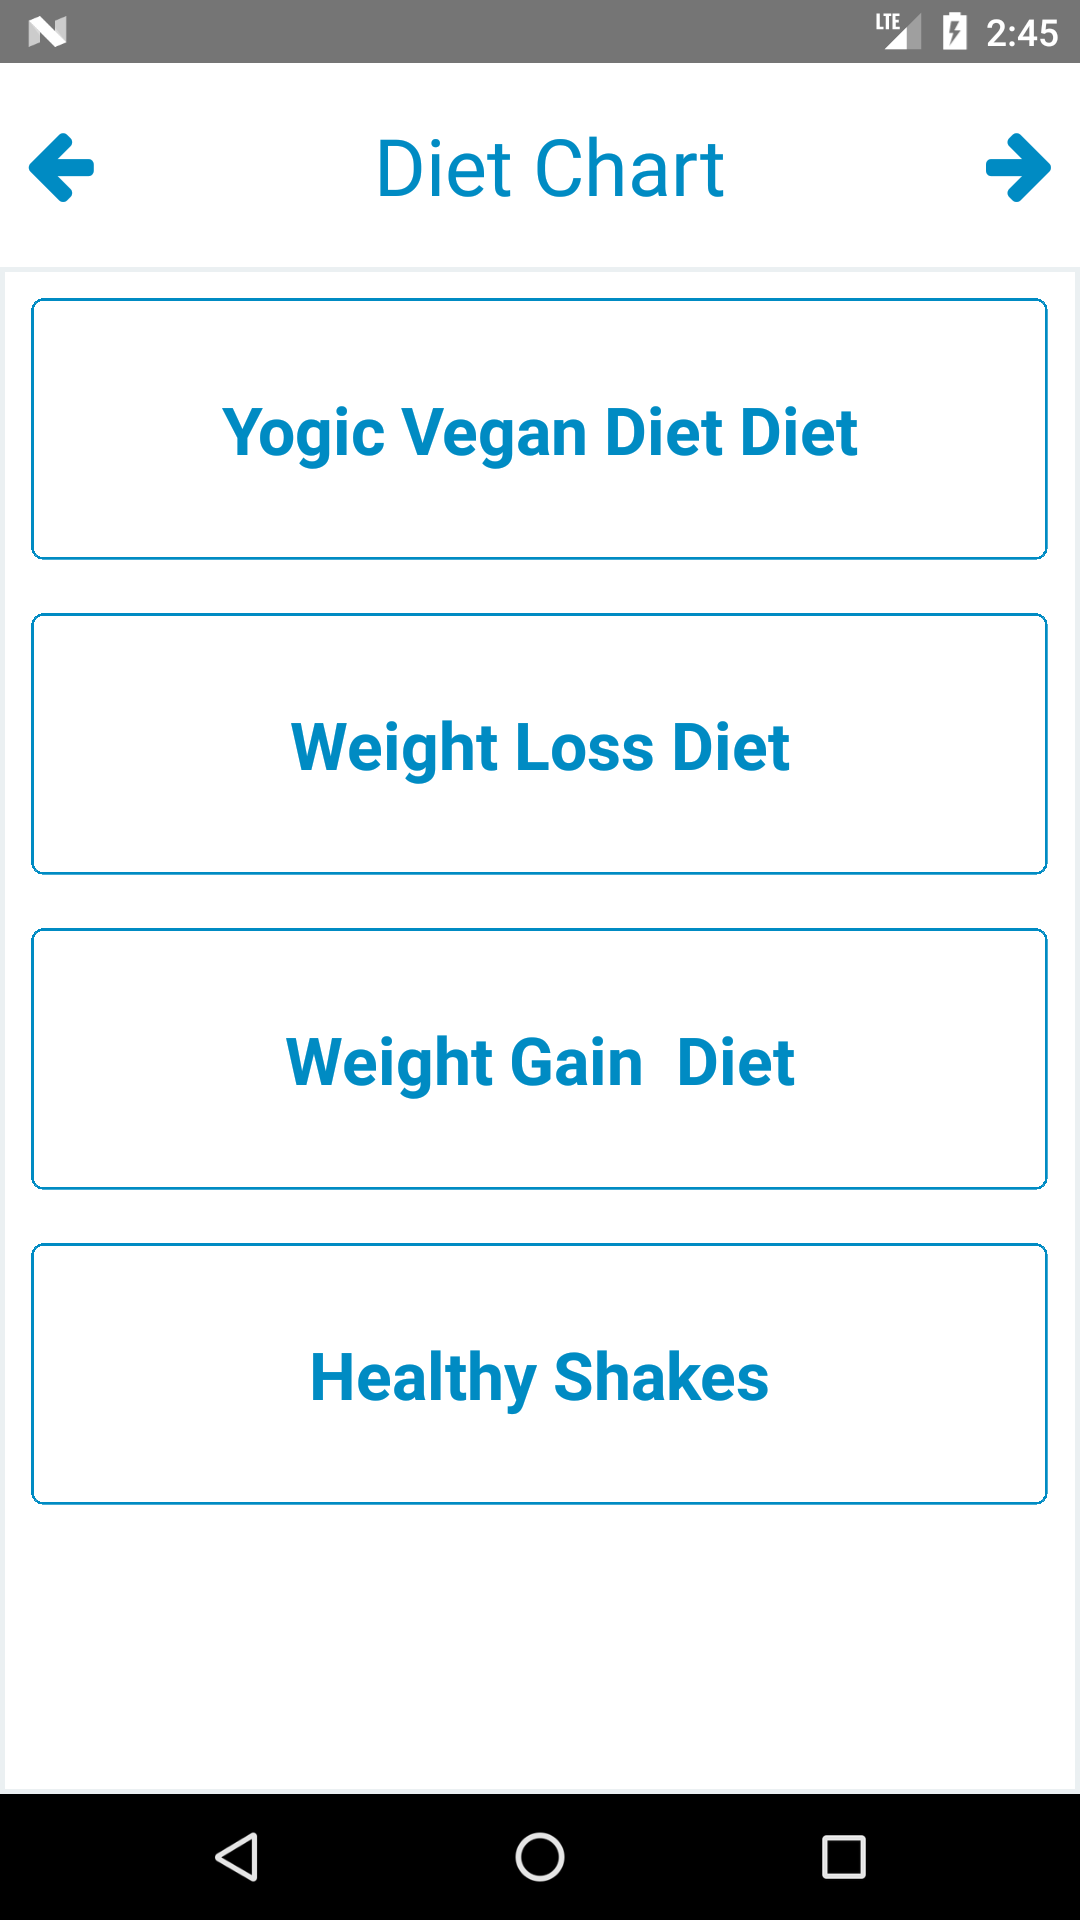 LTE 2:45
Diet Chart
Yogic Vegan Diet Diet
Weight Loss Diet
Weight Gain  Diet
Healthy Shakes